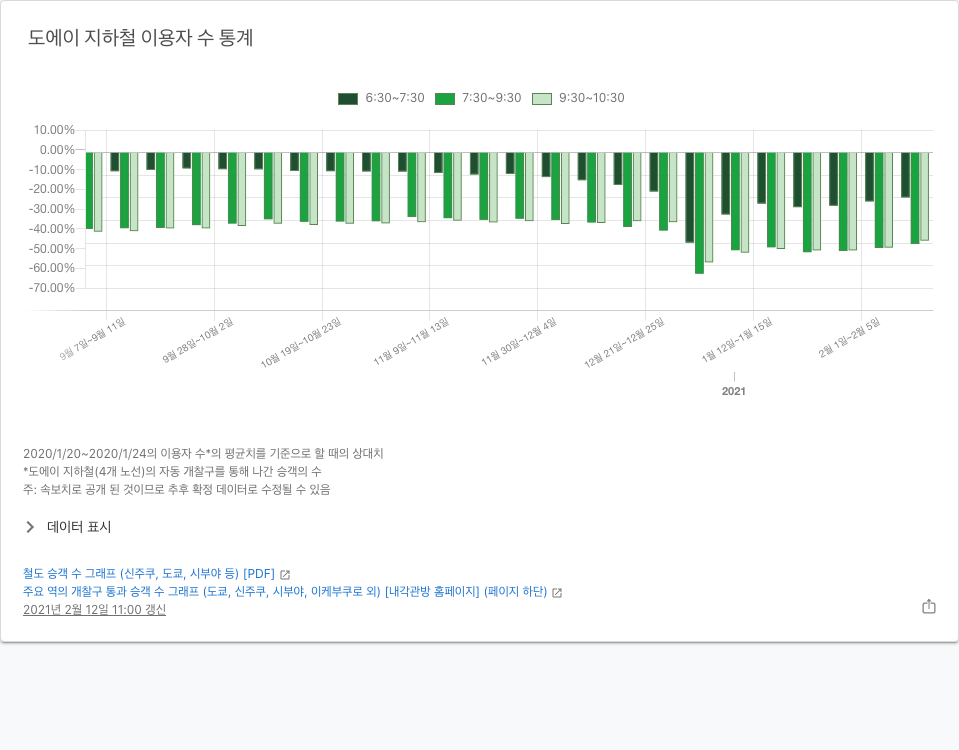 도에이 지하철 이용자 수 통계
6:30~7:30 7:30~9:30 9:30~10:30
10.00%
0.00%
-10.00%
-20.00%
-30.00%
-40.00%
-50.00%
-60.00%
-70.00%
9월 7일~9월 11일
9월 28일~10월 2일
10월 19일~10월 23일
11월 9일~11월 13일
11월 30일~12월 4일
12월 21일~12월 25일
1월 12일~1월 15일
2월 1일~2월 5일
2021
2020/1/20~2020/1/24의 이용자 수*의 평균치를 기준으로 할 때의 상대치
*도에이 지하철(4개 노선)의 자동 개찰구를 통해 나간 승객의 수
주: 속보치로 공개 된 것이므로 추후 확정 데이터로 수정될 수 있음
데이터 표시
철도 승객 수 그래프 (신주쿠, 도쿄, 시부야 등) [PDF]
주요 역의 개찰구 통과 승객 수 그래프 (도쿄, 신주쿠, 시부야, 이케부쿠로 외) [내각관방 홈페이지] (페이지 하단)
2021년 2월 12일 11:00 갱신